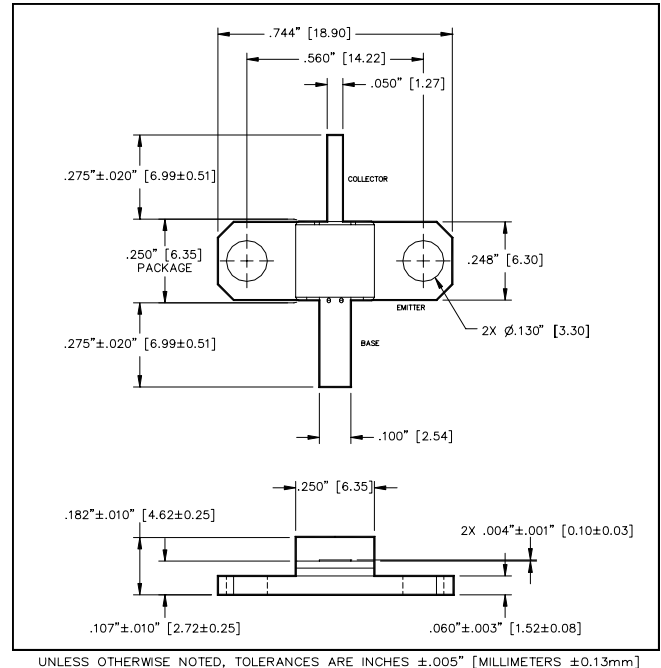 .744" [18.90]
.560" [14.22]
.050" [1.27]
.275"±.020" [6.99±0.51]
COLLECTOR
.250" [6.35]
PACKAGE
.248" [6.30]
EMITTER
2X Ø.130" [3.30]
.275"±.020" [6.99±0.51]
BASE
.100" [2.54]
.250" [6.35]
.182"±.010" [4.62±0.25]
2X .004"±.001" [0.10±0.03]
.107"±.010" [2.72±0.25]
.060"±.003" [1.52±0.08]
UNLESS OTHERWISE NOTED, TOLERANCES ARE INCHES ±.005" [MILLIMETERS ±0.13mm]